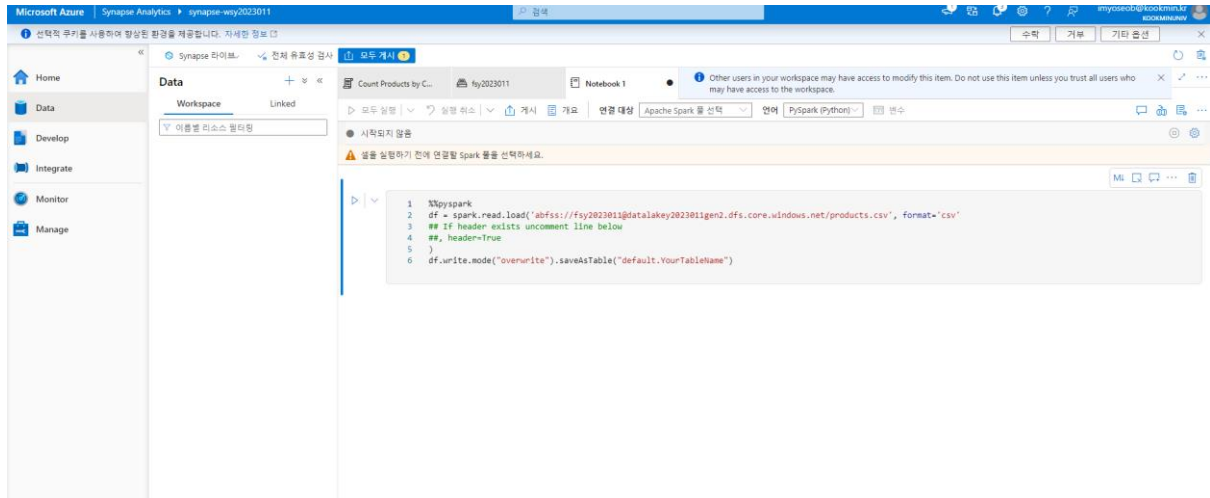 Microsoft Azure | Synapse Analytics ▸ synapse-wsy2023011
검색
imyoseob@kookmin.kr
KOOKMINUNIV
선택적 쿠키를 사용하여 향상된 환경을 제공합니다. 자세한 정보
수락 거부 기타 옵션
Synapse 라이브.. 전체 유효성 검사 모두 게시 1
Home
Data
Develop
Integrate
Monitor
Manage
Data
Workspace Linked
이름별 리소스 필터링
Count Products by C... fsy2023011 Notebook 1
Other users in your workspace may have access to modify this item. Do not use this item unless you trust all users who
may have access to the workspace.
모두 실행 실행 취소 게시 개요 연결 대상 Apache Spark 풀 선택 언어 PySpark (Python) 변수
시작되지 않음
셀을 실행하기 전에 연결할 Spark 풀을 선택하세요.
M↓
1 %%pyspark
2 df = spark.read.load('abfss://fsy2023011@datalakey2023011gen2.dfs.core.windows.net/products.csv', format='csv'
3 ## If header exists uncomment line below
4 ##, header=True
5 )
6 df.write.mode("overwrite").saveAsTable("default.YourTableName")